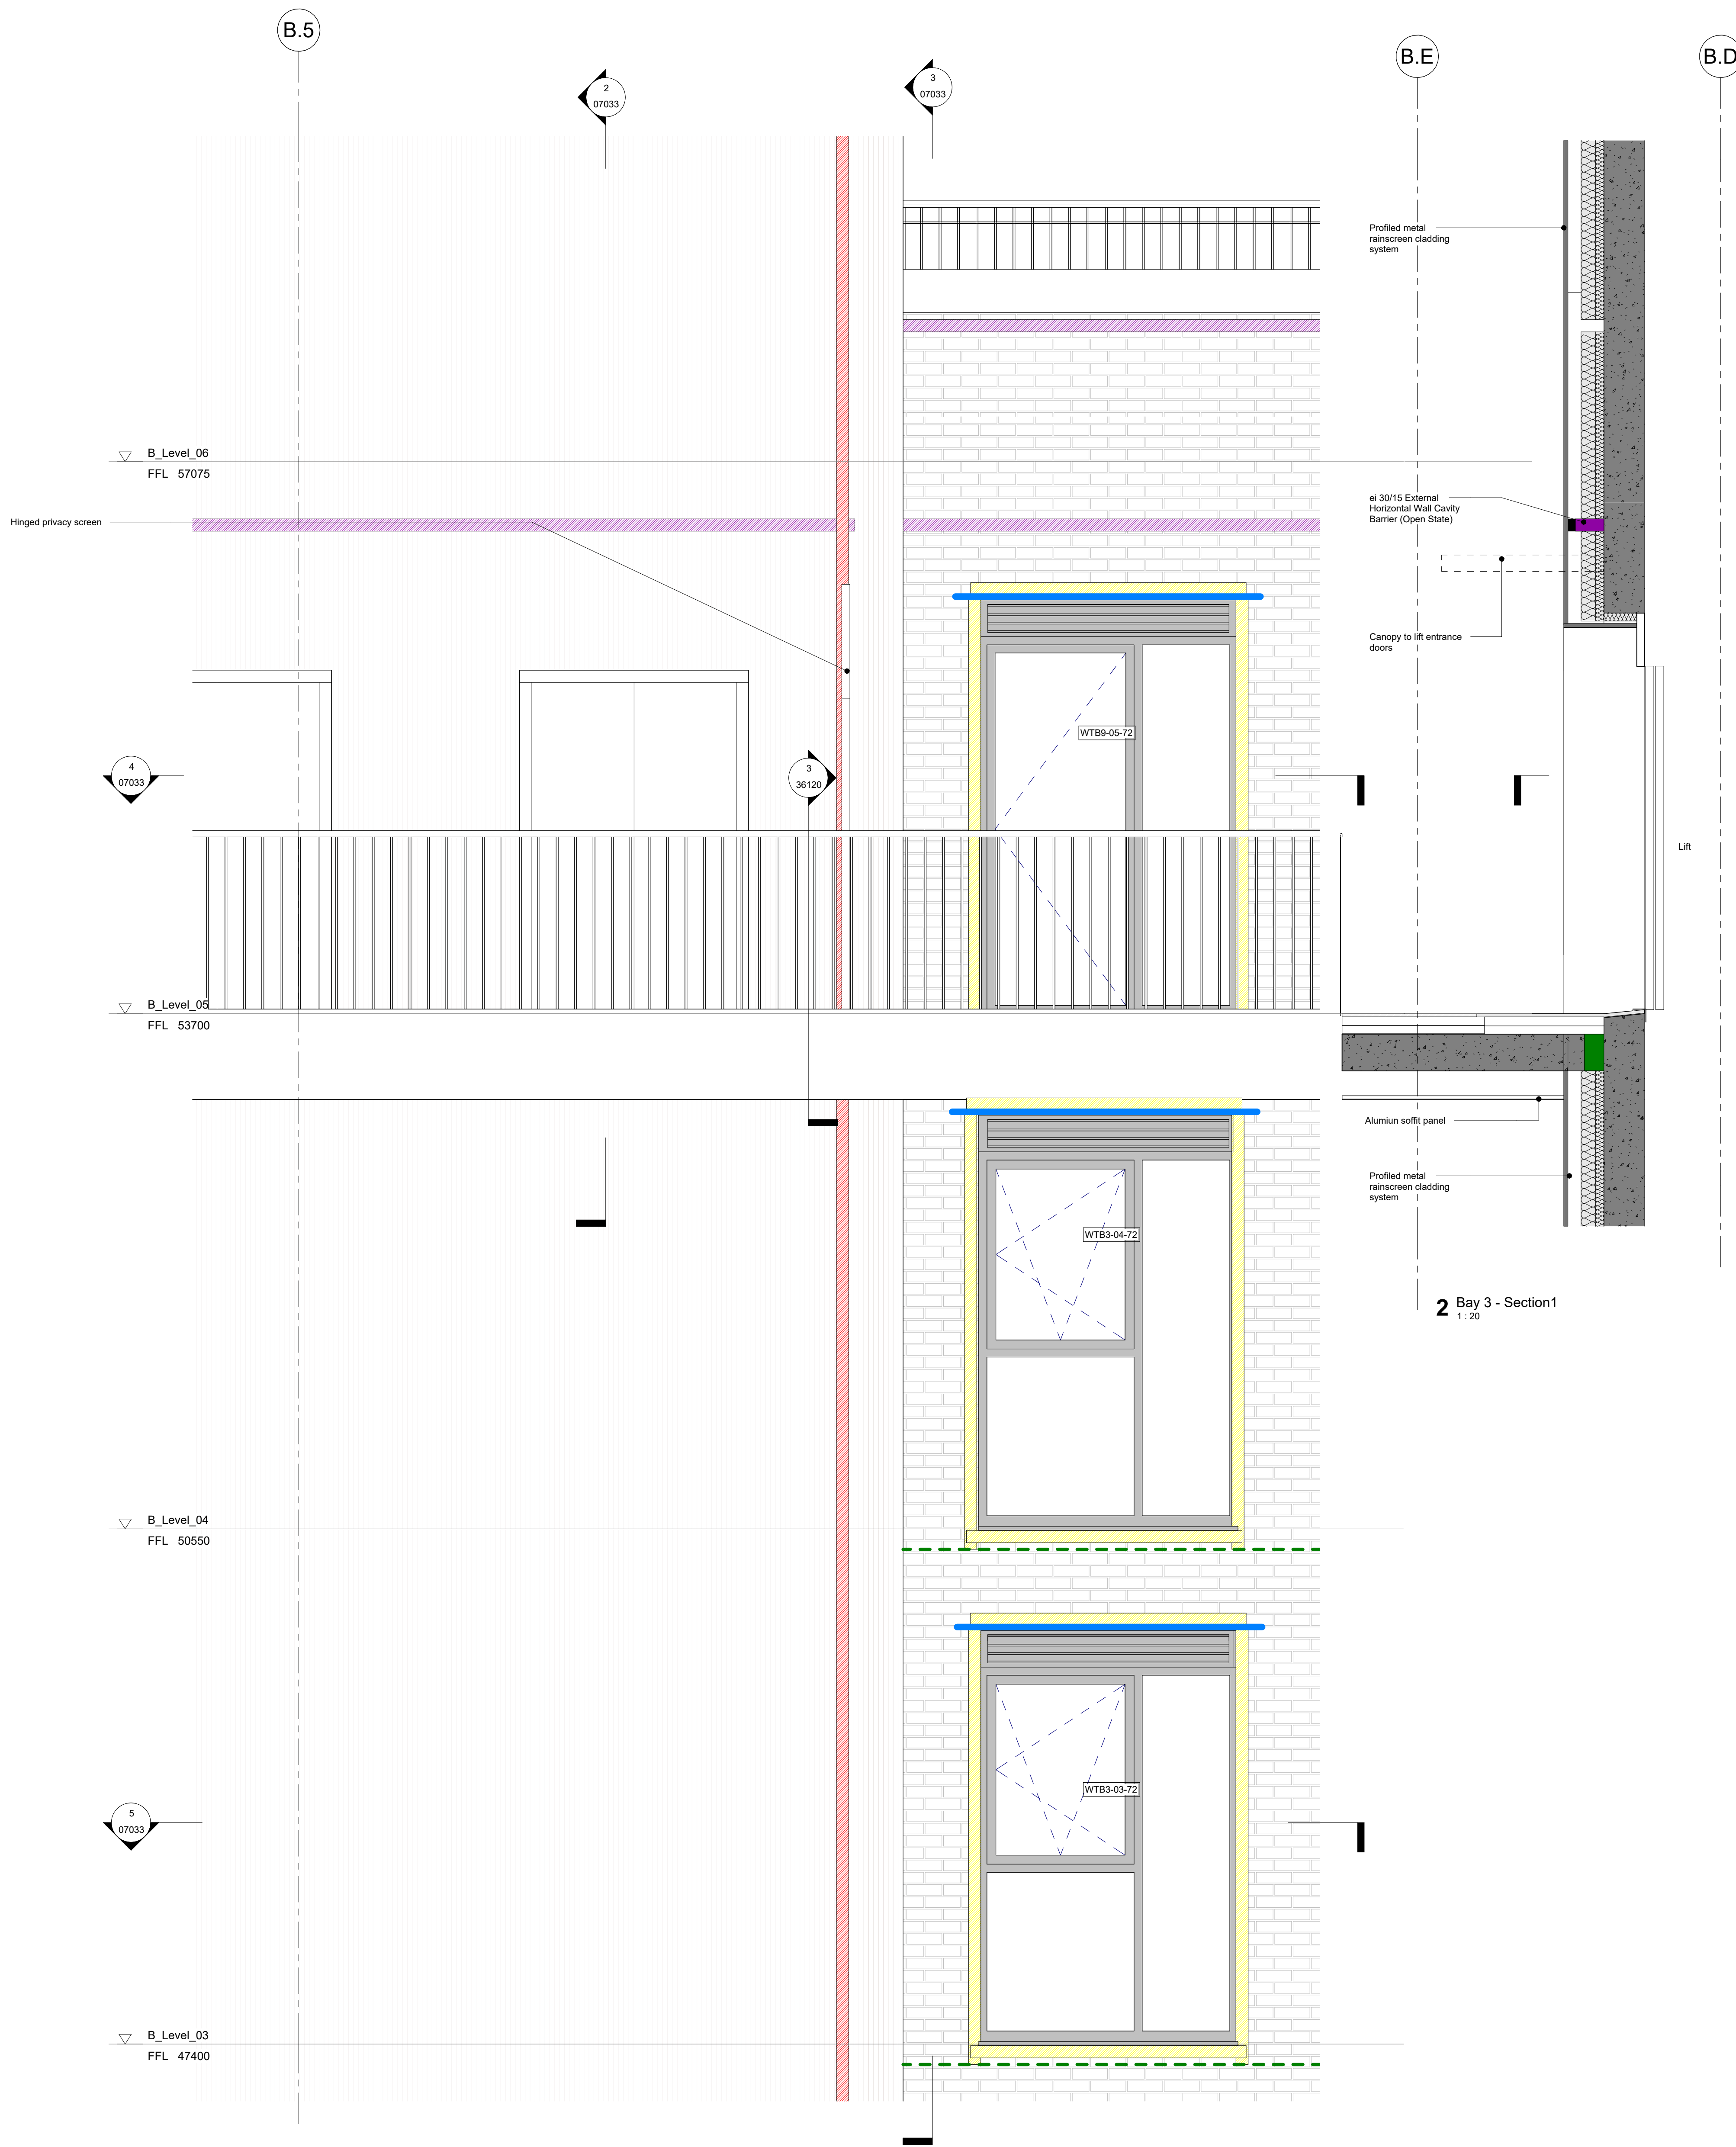 B.5
B.E
B.D
2
07033
3
07033
Profiled metal
rainscreen cladding
system
B_Level_06
FFL 57075
ei 30/15 External
Horizontal Wall Cavity
Barrier (Open State)
Hinged privacy screen
Canopy to lift entrance
doors
WTB9-05-72
4
07033
3
36120
Lift
B_Level_05
FFL 53700
Alumiun soffit panel
Profiled metal
rainscreen cladding
system
WTB3-04-72
2 Bay 3 - Section1
1 : 20
B_Level_04
FFL 50550
WTB3-03-72
5
07033
B_Level_03
FFL 47400